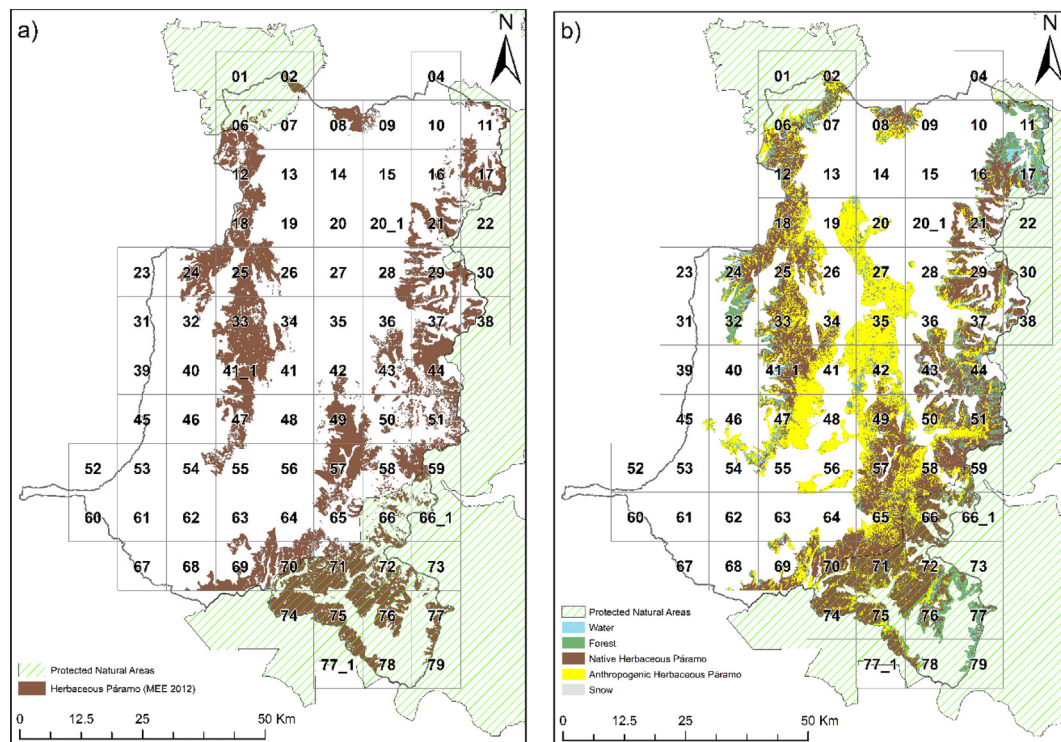 a)
N
01 02 04
06 07 08 09 10 11
12 13 14 15 16 17
18 19 20 20_1 21 22
23 24 25 26 27 28 29 30
31 32 33 34 35 36 37 38
39 40 41_1 41 42 43 44
45 46 47 48 49 50 51
52 53 54 55 56 57 58 59
60 61 62 63 64 65 66 66_1
67 68 69 70 71 72 73
74 75 76 77
77_1 78 79
Protected Natural Areas
Herbaceous Páramo (MEE 2012)
0 12.5 25 50 Km
b)
N
01 02 04
06 07 08 09 10 11
12 13 14 15 16 17
18 19 20 20_1 21 22
23 24 25 26 27 28 29 30
31 32 33 34 35 36 37 38
39 40 41_1 41 42 43 44
45 46 47 48 49 50 51
52 53 54 55 56 57 58 59
60 61 62 63 64 65 66 66_1
67 68 69 70 71 72 73
74 75 76 77
77_1 78 79
Protected Natural Areas
Water
Forest
Native Herbaceous Páramo
Anthropogenic Herbaceous Páramo
Snow
0 12.5 25 50 Km